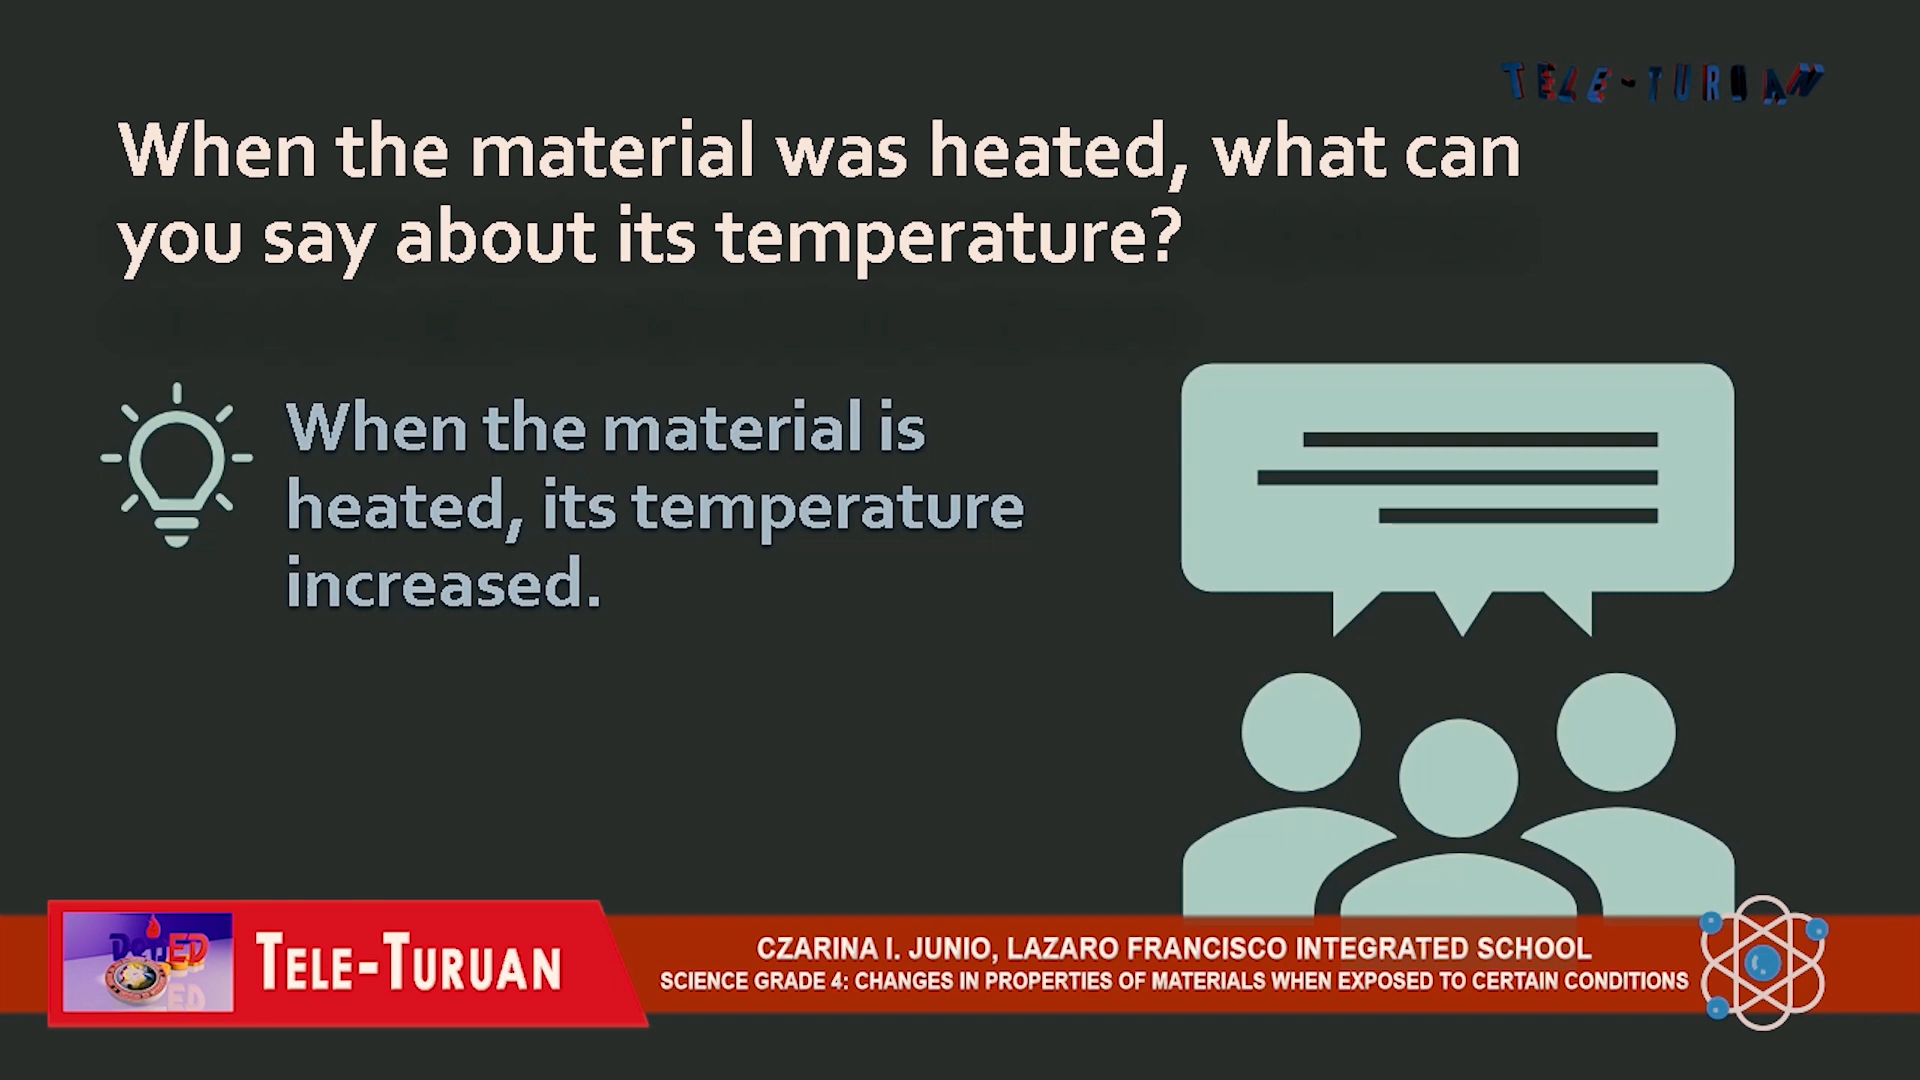 TELE-TURUAN
When the material was heated, what can
you say about its temperature?
When the material is
heated, its temperature
increased.
DepED
TELE-TURUAN
CZARINA I. JUNIO, LAZARO FRANCISCO INTEGRATED SCHOOL
SCIENCE GRADE 4: CHANGES IN PROPERTIES OF MATERIALS WHEN EXPOSED TO CERTAIN CONDITIONS